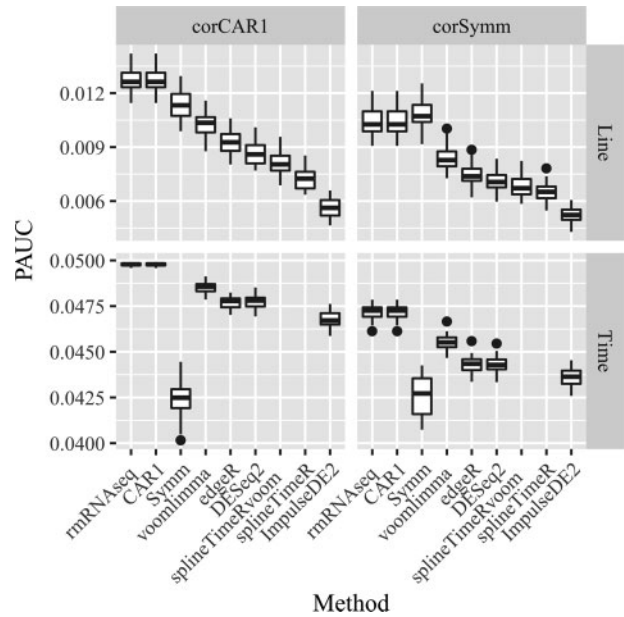 corCAR1 corSymm
0.012
0.009
0.006
Line
PAUC
0.0500
0.0475
0.0450
0.0425
0.0400
Time
rmRNAseq
CAR1
Symm
voomlimma
edgeR
DESeq2
splineTimeRvoom
splineTimeR
ImpulseDE2
rmRNAseq
CAR1
Symm
voomlimma
edgeR
DESeq2
splineTimeRvoom
splineTimeR
ImpulseDE2
Method